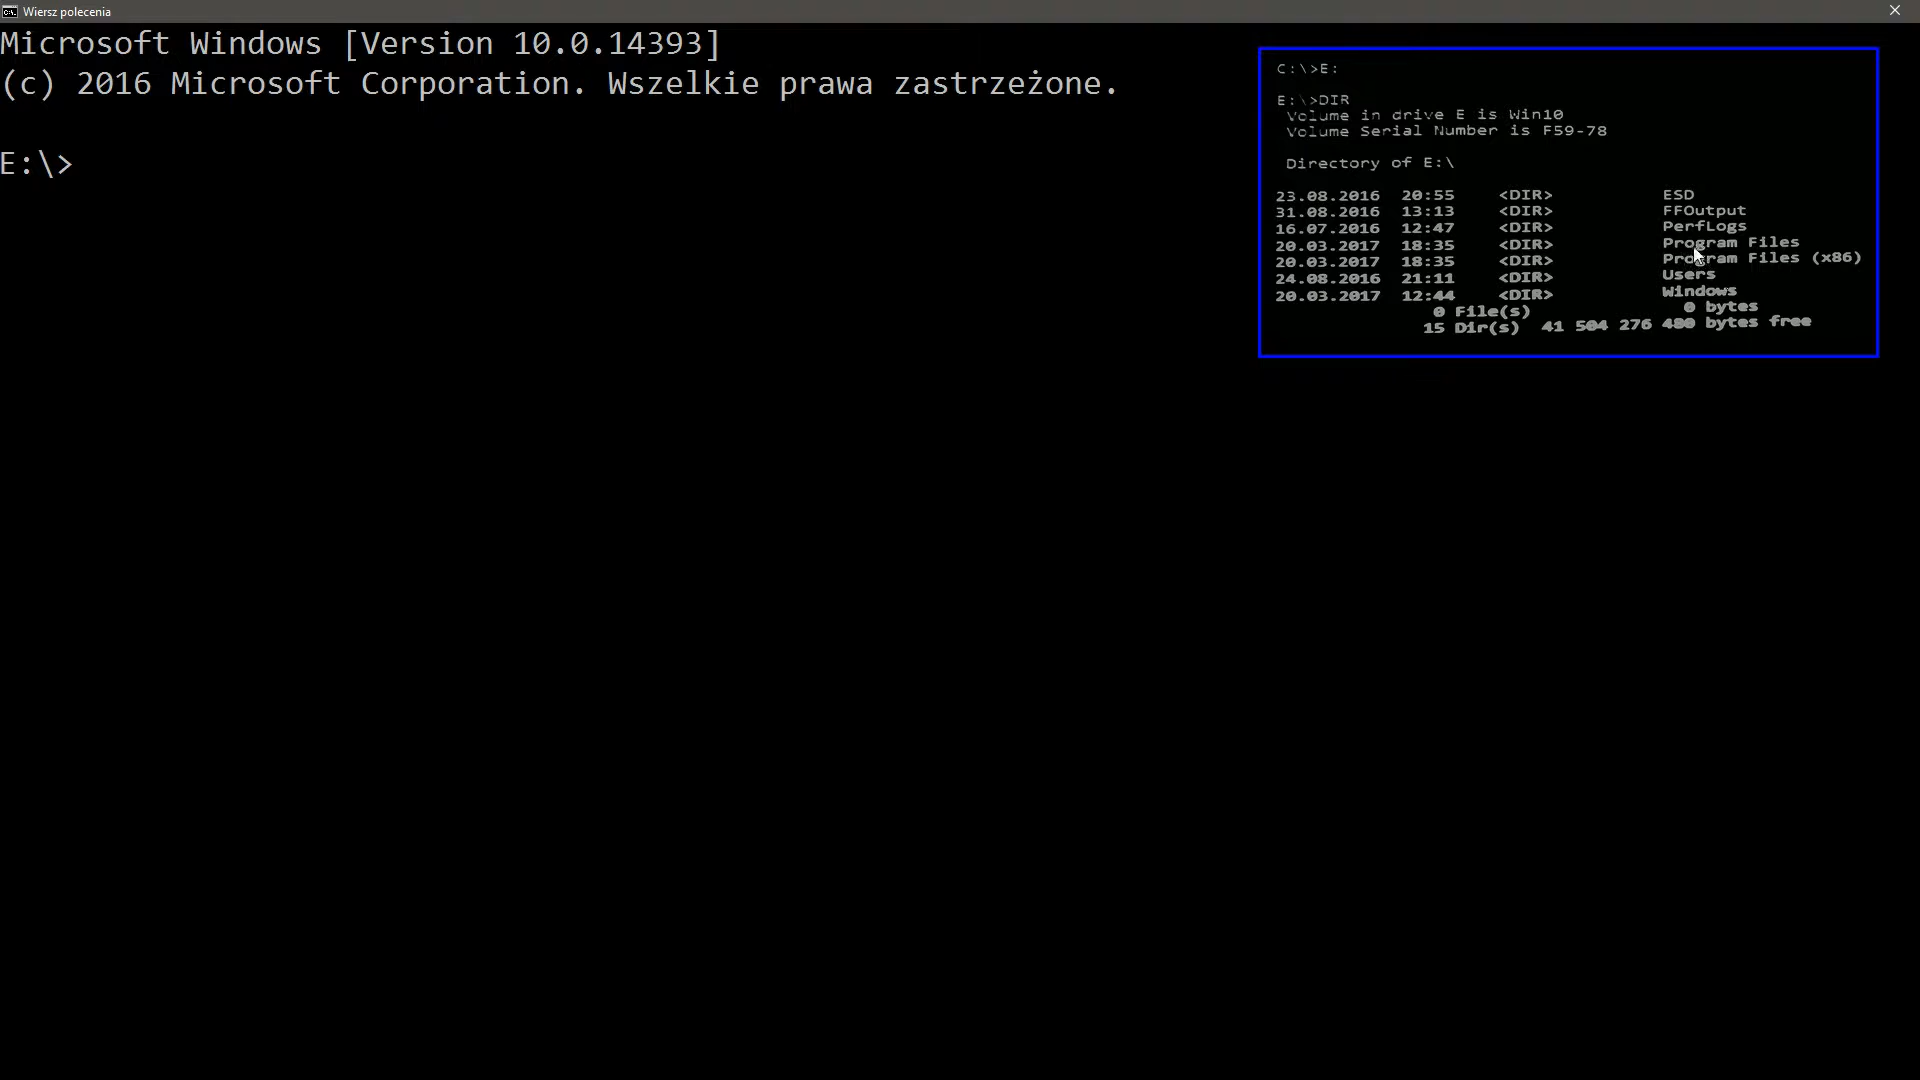 Wiersz polecenia
Microsoft Windows [Version 10.0.14393]
(c) 2016 Microsoft Corporation. Wszelkie prawa zastrzeżone.
E:\>
C:\>E:
E:\>DIR
Volume in drive E is Win10
Volume Serial Number is F59-78
Directory of E:\
23.08.2016 20:55 <DIR> ESD
31.08.2016 13:13 <DIR> FFOutput
16.07.2016 12:47 <DIR> PerfLogs
20.03.2017 18:35 <DIR> Program Files
20.03.2017 18:35 <DIR> Program Files (x86)
24.08.2016 21:11 <DIR> Users
20.03.2017 12:44 <DIR> Windows
0 File(s) 0 bytes
15 Dir(s) 41 504 276 480 bytes free